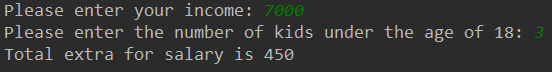 Please enter your income: 7000
Please enter the number of kids under the age of 18: 3
Total extra for salary is 450